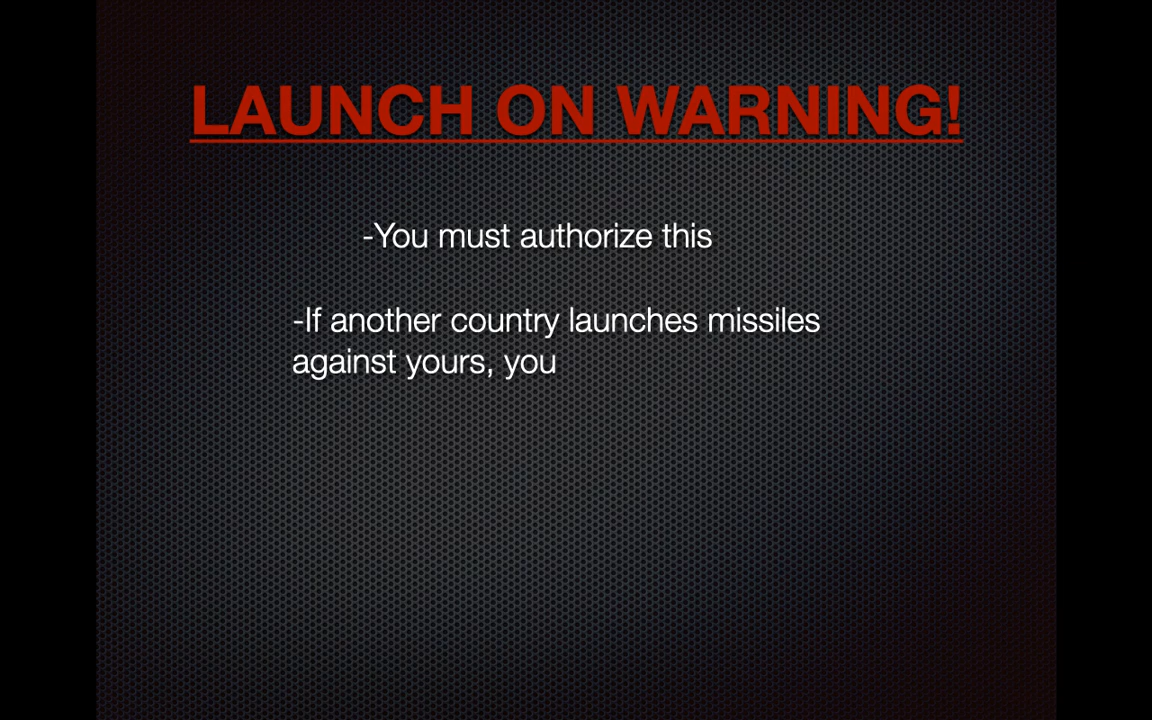 LAUNCH ON WARNING!
-You must authorize this
-If another country launches missiles
against yours, you